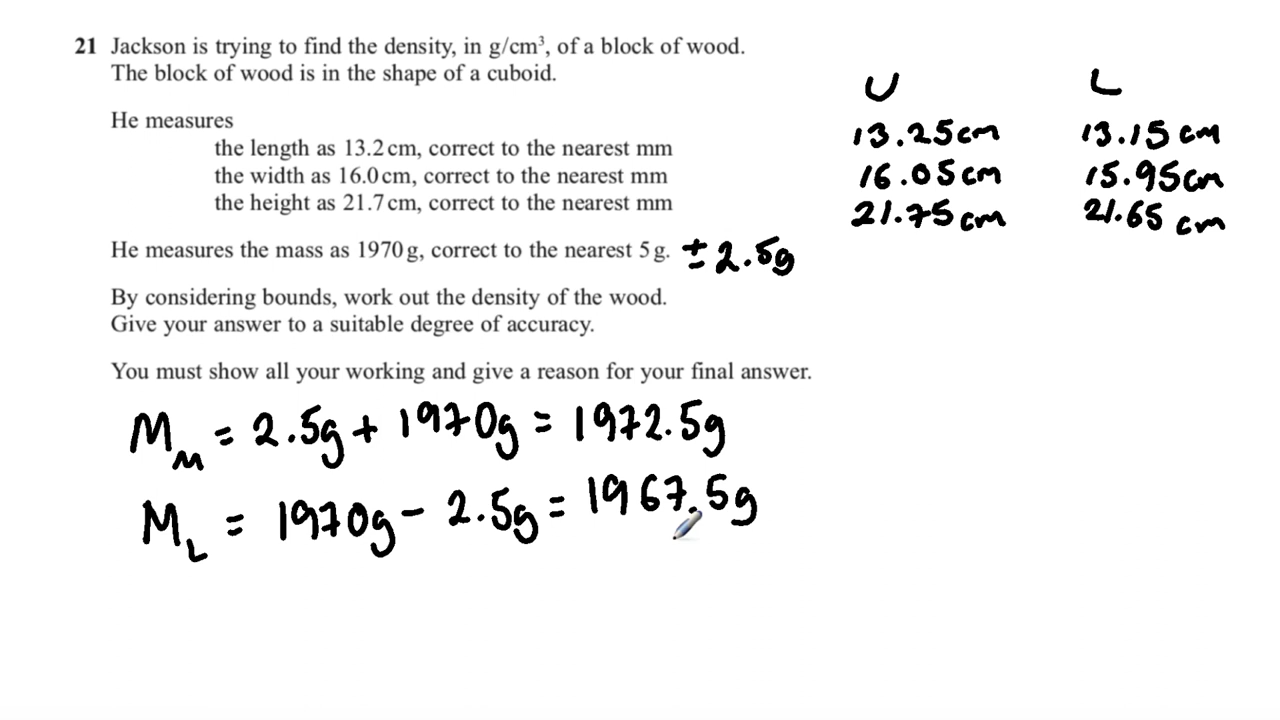 21 Jackson is trying to find the density, in g/cm³, of a block of wood.
The block of wood is in the shape of a cuboid.
He measures
the length as 13.2 cm, correct to the nearest mm
the width as 16.0 cm, correct to the nearest mm
the height as 21.7 cm, correct to the nearest mm
He measures the mass as 1970 g, correct to the nearest 5 g. ± 2.5g
By considering bounds, work out the density of the wood.
Give your answer to a suitable degree of accuracy.
You must show all your working and give a reason for your final answer.
U L
13.25cm 13.15cm
16.05cm 15.95cm
21.75cm 21.65cm
M_M = 2.5g + 1970g = 1972.5g
M_L = 1970g - 2.5g = 1967.5g